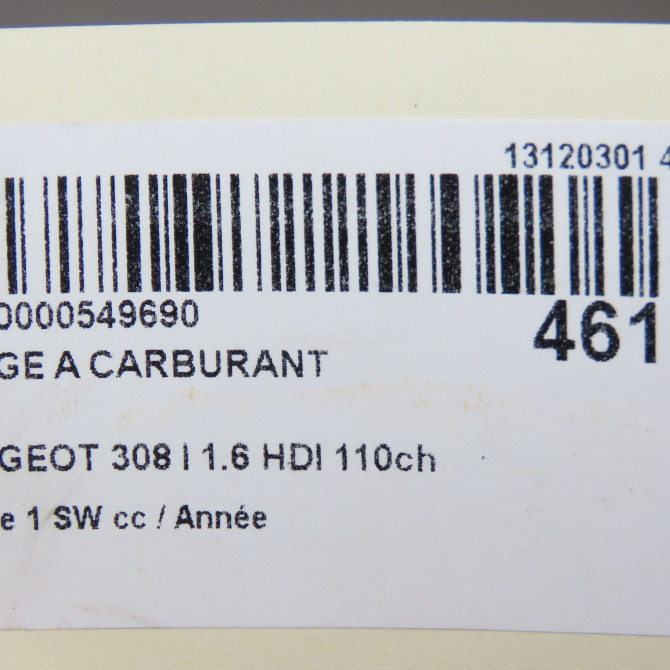 13120301 4
0000549690
461
GE A CARBURANT
GEOT 308 I 1.6 HDI 110ch
e 1 SW cc / Année